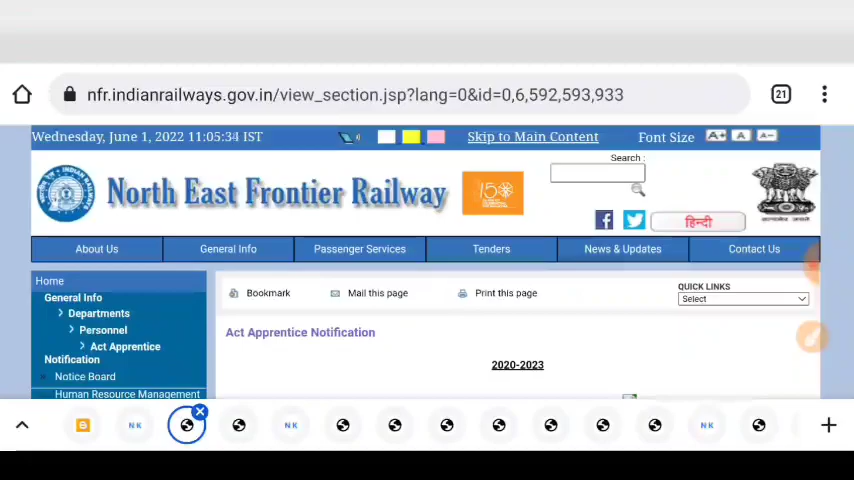 nfr.indianrailways.gov.in/view_section.jsp?lang=0&id=0,6,592,593,933
21
Wednesday, June 1, 2022 11:05:34 IST
Skip to Main Content
Font Size
A+ A A-
Search :
North East Frontier Railway
150
हिन्दी
About Us
General Info
Passenger Services
Tenders
News & Updates
Contact Us
Home
General Info
Departments
Personnel
Act Apprentice
Notification
Notice Board
Human Resource Management
Bookmark
Mail this page
Print this page
QUICK LINKS
Select
Act Apprentice Notification
2020-2023
NK
NK
NK